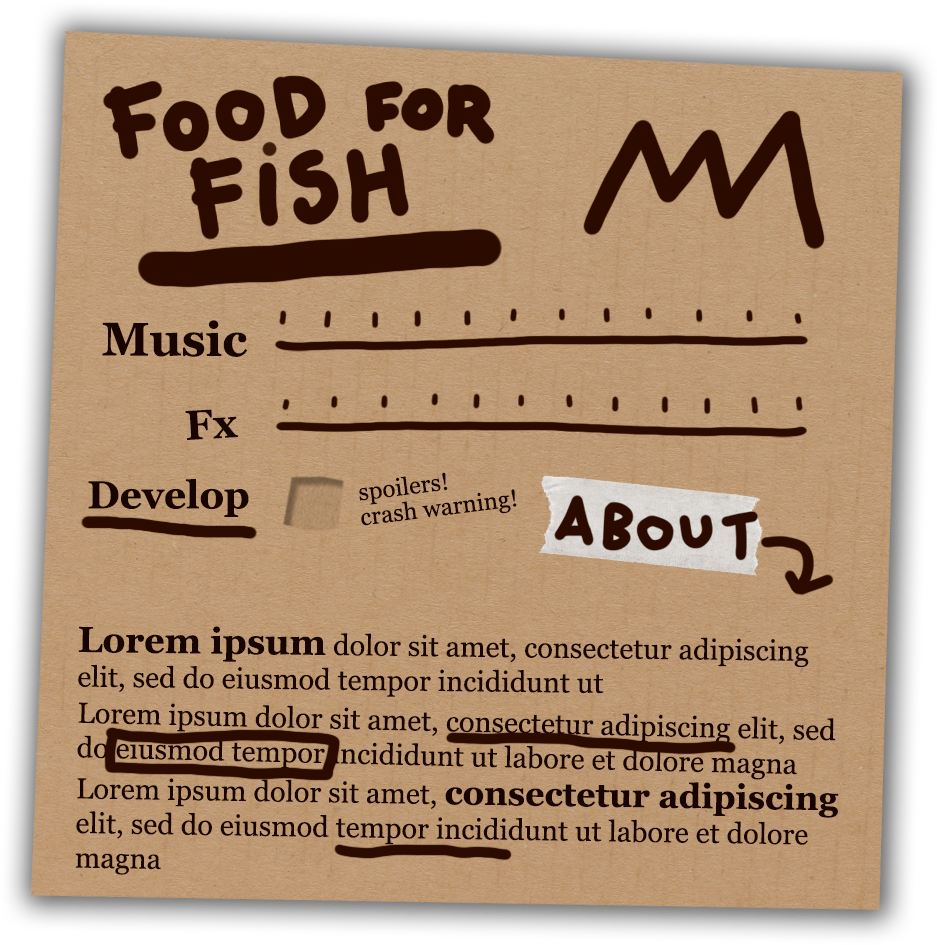 FOOD FOR
FiSH
Music
Fx
Develop
spoilers!
crash warning!
ABOUT
Lorem ipsum dolor sit amet, consectetur adipiscing
elit, sed do eiusmod tempor incididunt ut
Lorem ipsum dolor sit amet, consectetur adipiscing elit, sed
do eiusmod tempor incididunt ut labore et dolore magna
Lorem ipsum dolor sit amet, consectetur adipiscing
elit, sed do eiusmod tempor incididunt ut labore et dolore
magna